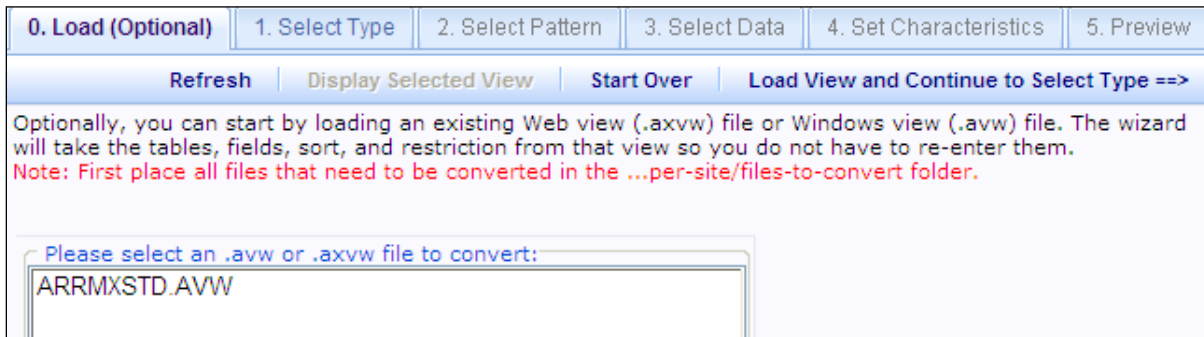 0. Load (Optional) 1. Select Type 2. Select Pattern 3. Select Data 4. Set Characteristics 5. Preview
Refresh Display Selected View Start Over Load View and Continue to Select Type ==>
Optionally, you can start by loading an existing Web view (.axvw) file or Windows view (.avw) file. The wizard
will take the tables, fields, sort, and restriction from that view so you do not have to re-enter them.
Note: First place all files that need to be converted in the ...per-site/files-to-convert folder.
Please select an .avw or .axvw file to convert:
ARRMXSTD.AVW